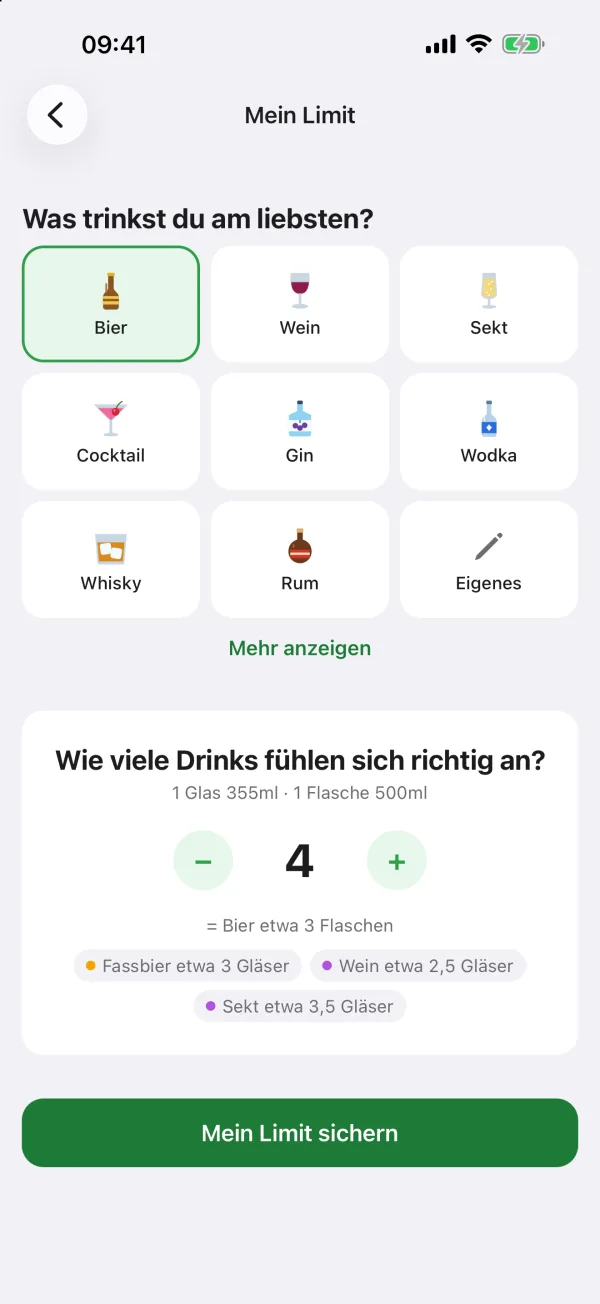 09:41
Mein Limit
Was trinkst du am liebsten?
Bier
Wein
Sekt
Cocktail
Gin
Wodka
Whisky
Rum
Eigenes
Mehr anzeigen
Wie viele Drinks fühlen sich richtig an?
1 Glas 355ml · 1 Flasche 500ml
− 4 +
= Bier etwa 3 Flaschen
Fassbier etwa 3 Gläser
Wein etwa 2,5 Gläser
Sekt etwa 3,5 Gläser
Mein Limit sichern